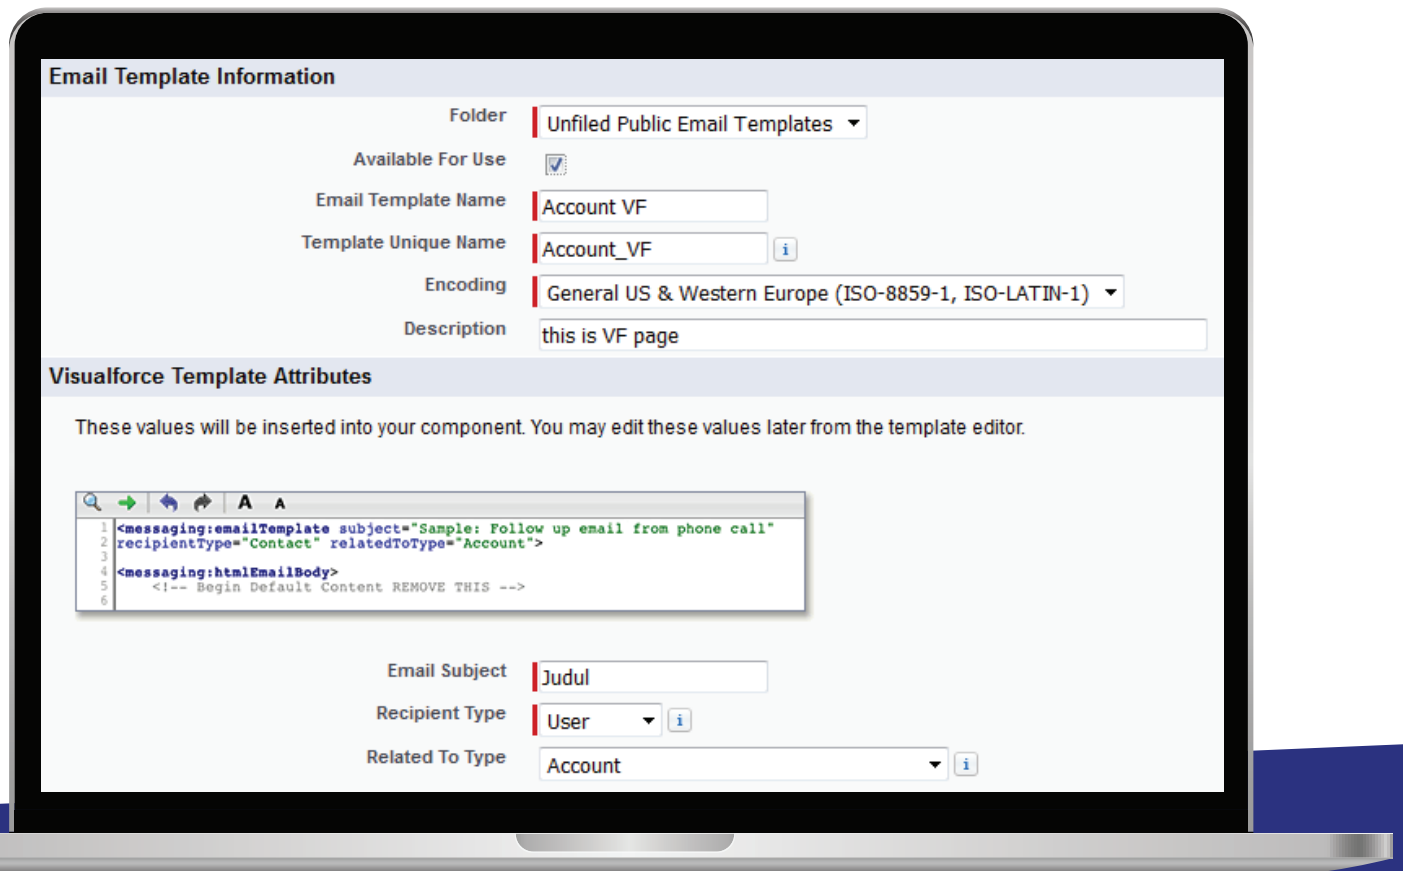 Email Template Information
Folder
Unfiled Public Email Templates
Available For Use
Email Template Name
Account VF
Template Unique Name
Account_VF
i
Encoding
General US & Western Europe (ISO-8859-1, ISO-LATIN-1)
Description
this is VF page
Visualforce Template Attributes
These values will be inserted into your component. You may edit these values later from the template editor.
A A
1 <messaging:emailTemplate subject="Sample: Follow up email from phone call"
2 recipientType="Contact" relatedToType="Account">
3
4 <messaging:htmlEmailBody>
5 <!-- Begin Default Content REMOVE THIS -->
6
Email Subject
Judul
Recipient Type
User
i
Related To Type
Account
i